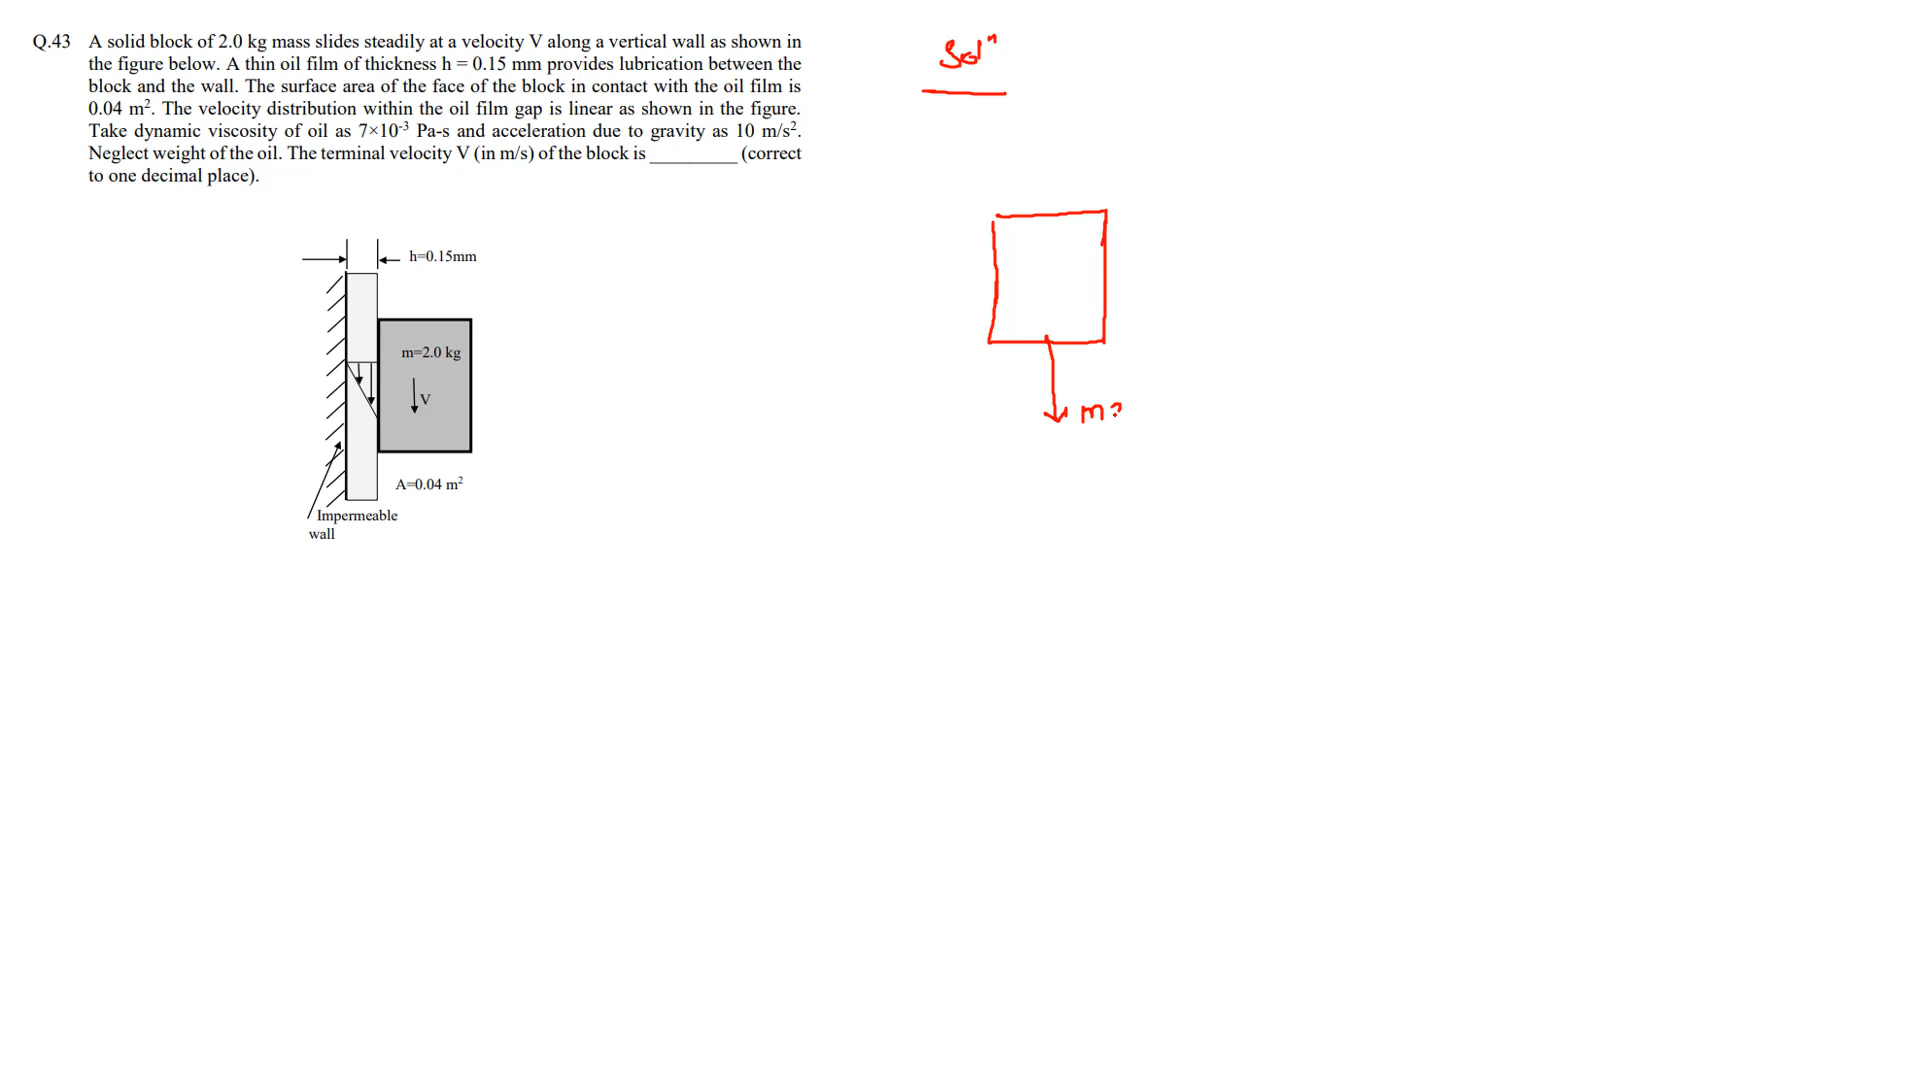 Q.43 A solid block of 2.0 kg mass slides steadily at a velocity V along a vertical wall as shown in
the figure below. A thin oil film of thickness h = 0.15 mm provides lubrication between the
block and the wall. The surface area of the face of the block in contact with the oil film is
0.04 m². The velocity distribution within the oil film gap is linear as shown in the figure.
Take dynamic viscosity of oil as 7×10⁻³ Pa-s and acceleration due to gravity as 10 m/s².
Neglect weight of the oil. The terminal velocity V (in m/s) of the block is _________ (correct
to one decimal place).
Solⁿ
h=0.15mm
m=2.0 kg
V
A=0.04 m²
Impermeable
wall